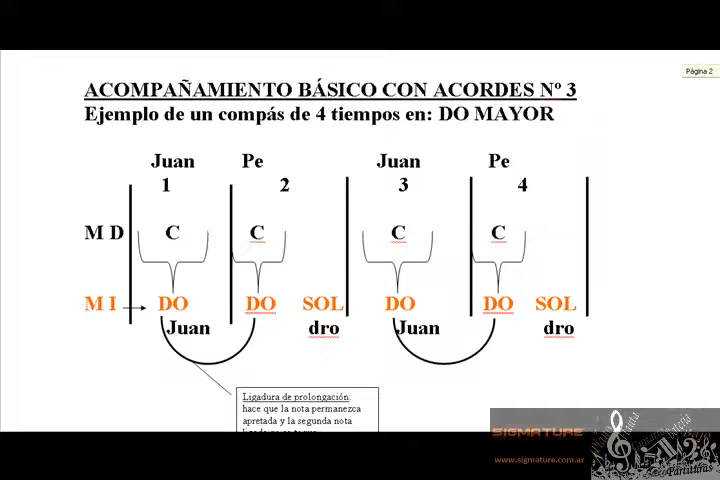 Página 2
ACOMPAÑAMIENTO BÁSICO CON ACORDES Nº 3
Ejemplo de un compás de 4 tiempos en: DO MAYOR
Juan Pe Juan Pe
1 2 3 4
M D C C C C
M I DO DO SOL DO DO SOL
Juan dro Juan dro
Ligadura de prolongación:
hace que la nota permanezca
apretada y la segunda nota
SIGMATURE
www.sigmature.com.ar
Partituras